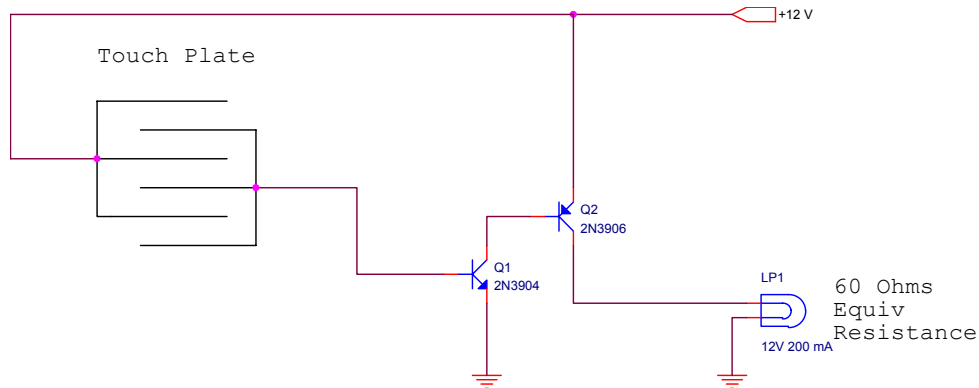 +12 V
Touch Plate
Q2
2N3906
Q1
2N3904
LP1
60 Ohms
Equiv
Resistance
12V 200 mA